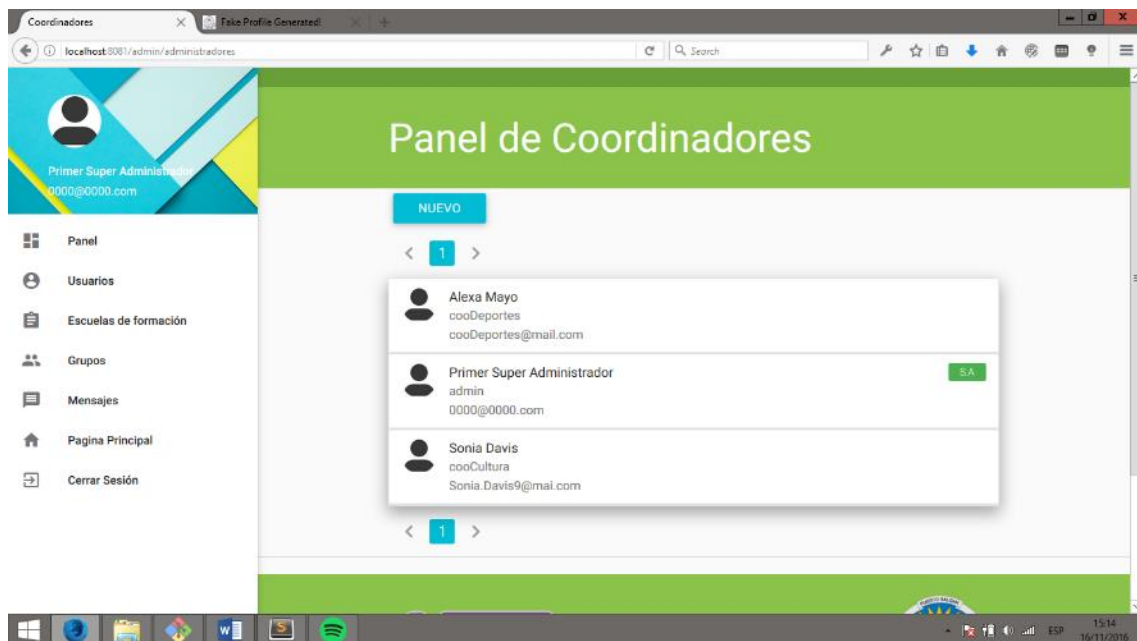 Coordinadores
Fake Profile Generated!
localhost:8081/admin/administradores
Search
Primer Super Administrador
0000@0000.com
Panel
Usuarios
Escuelas de formación
Grupos
Mensajes
Pagina Principal
Cerrar Sesión
Panel de Coordinadores
NUEVO
1
Alexa Mayo
cooDeportes
cooDeportes@mail.com
Primer Super Administrador
S.A
admin
0000@0000.com
Sonia Davis
cooCultura
Sonia.Davis9@mai.com
1
ESP
15:14
16/11/2016